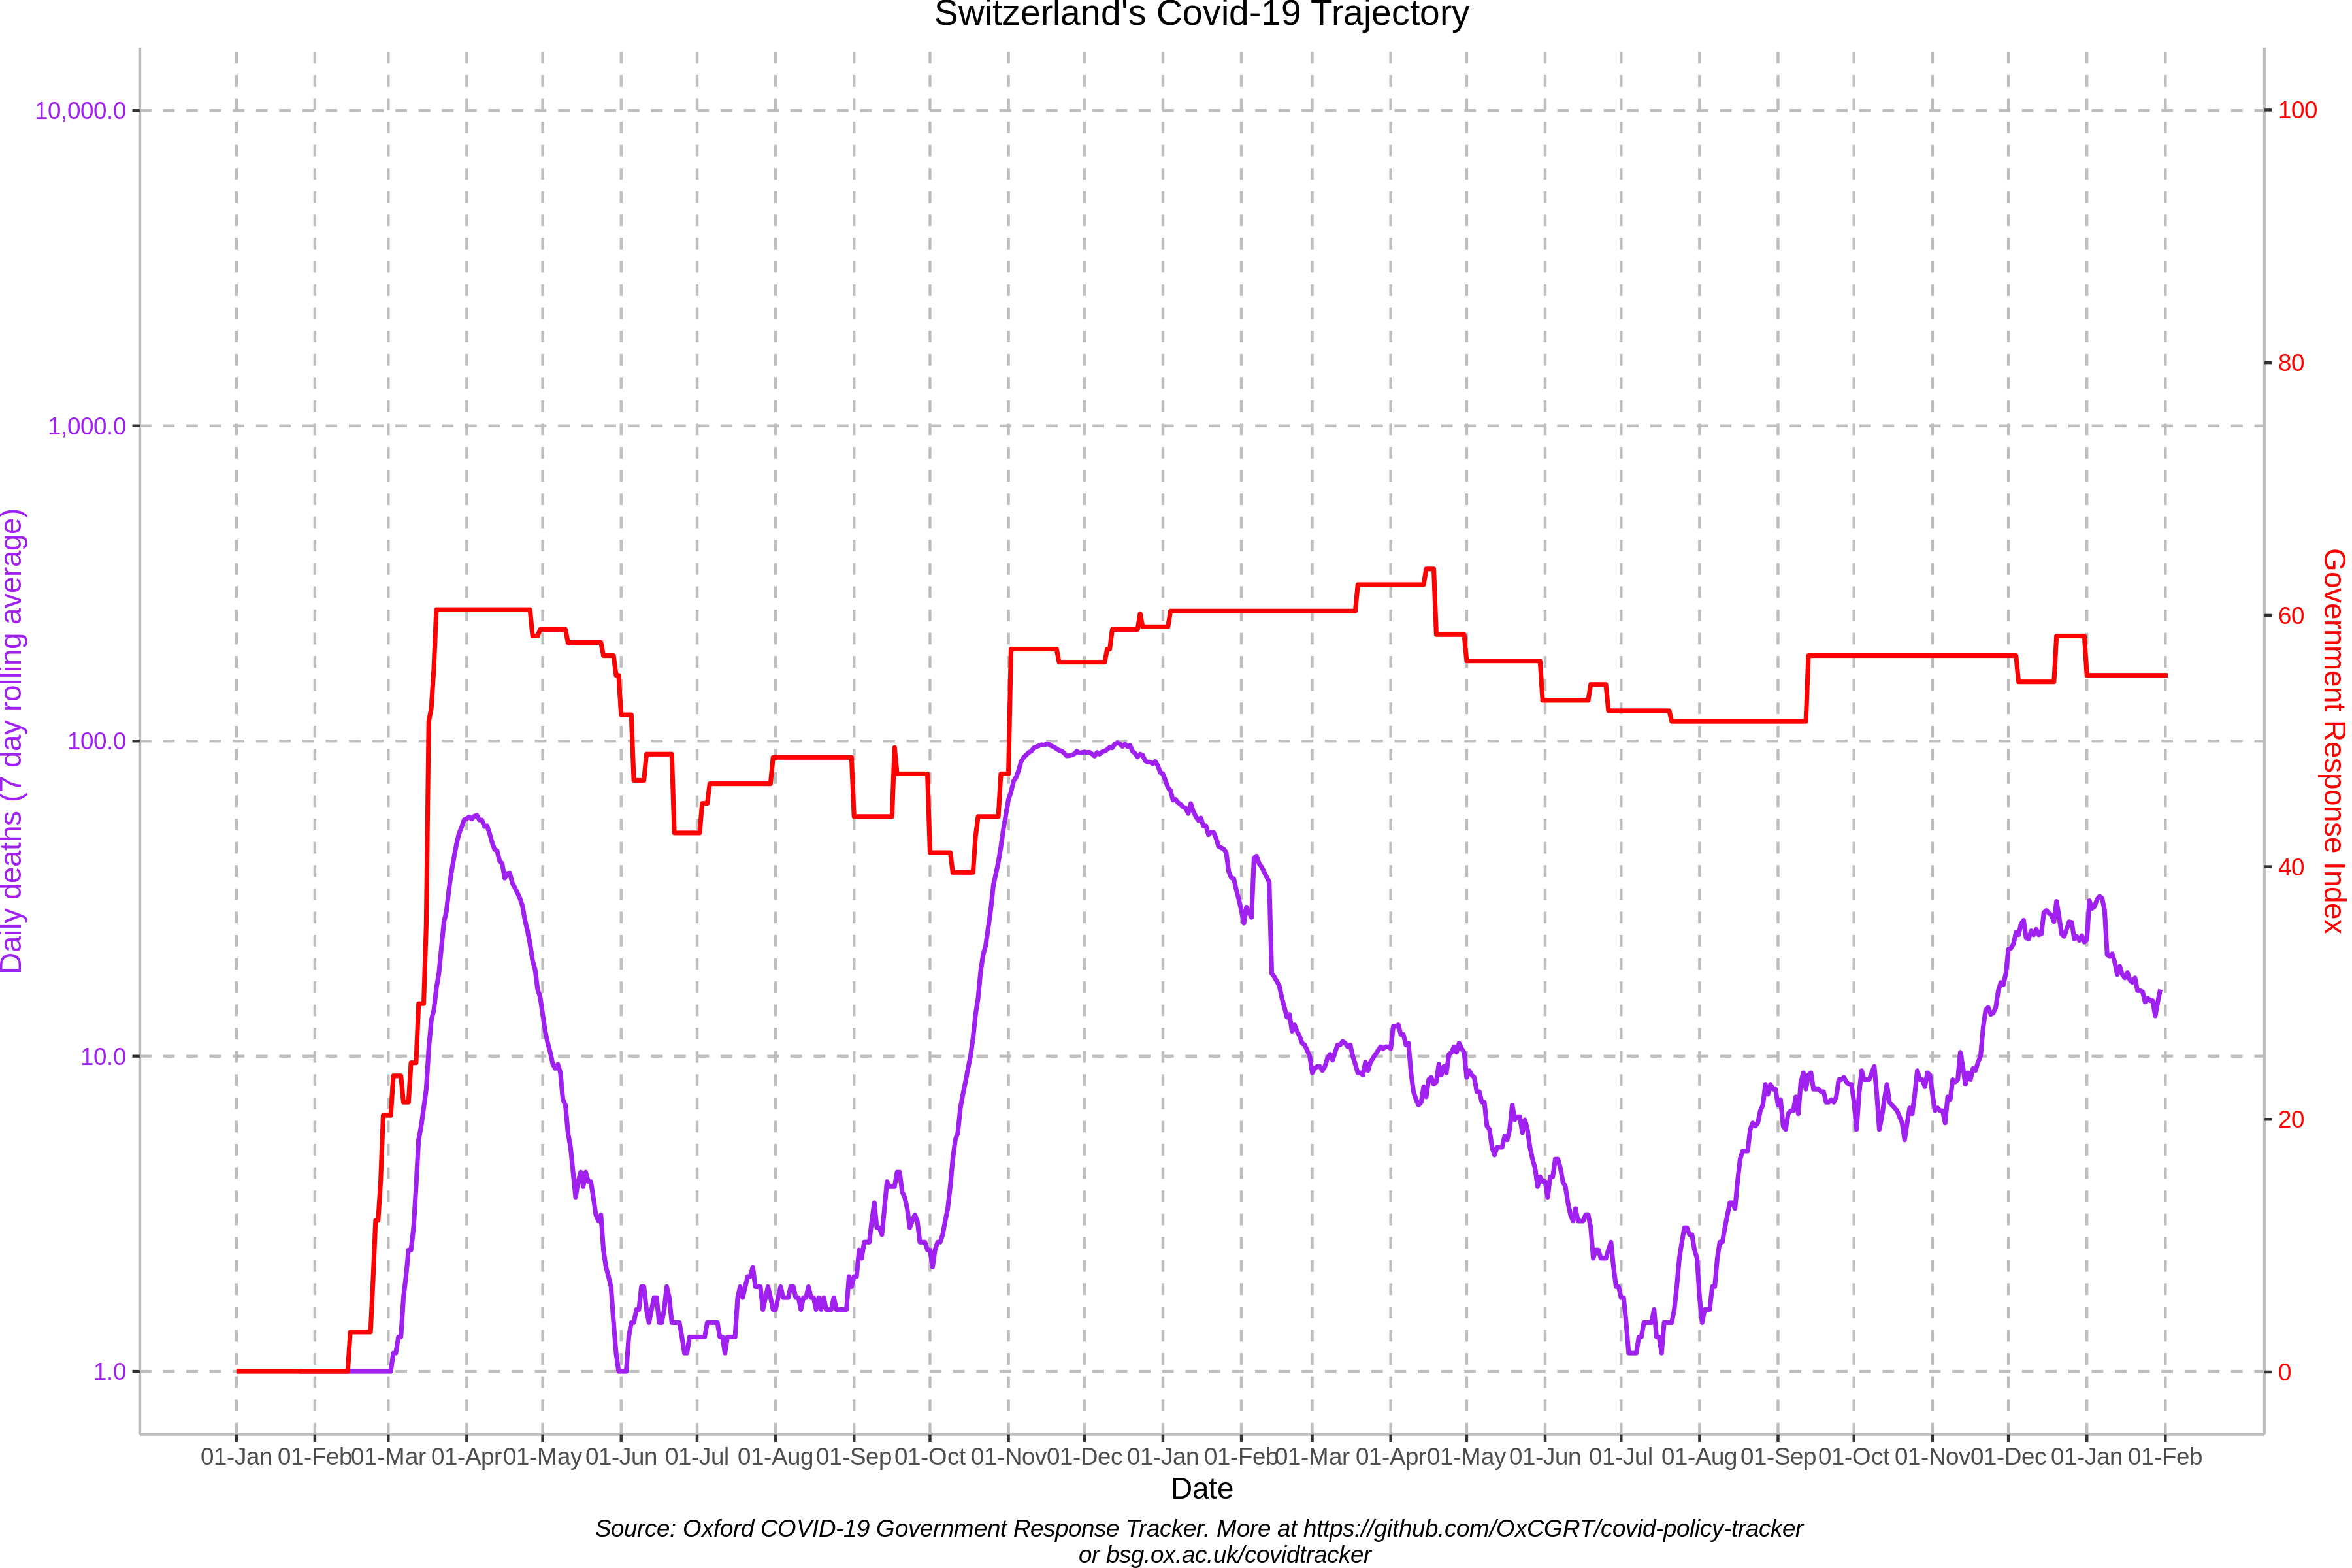 Switzerland's Covid-19 Trajectory
10,000.0
1,000.0
100.0
10.0
1.0
Daily deaths (7 day rolling average)
100
80
60
40
20
0
Government Response Index
01-Jan 01-Feb 01-Mar 01-Apr 01-May 01-Jun 01-Jul 01-Aug 01-Sep 01-Oct 01-Nov 01-Dec 01-Jan 01-Feb 01-Mar 01-Apr 01-May 01-Jun 01-Jul 01-Aug 01-Sep 01-Oct 01-Nov 01-Dec 01-Jan 01-Feb
Date
Source: Oxford COVID-19 Government Response Tracker. More at https://github.com/OxCGRT/covid-policy-tracker
or bsg.ox.ac.uk/covidtracker